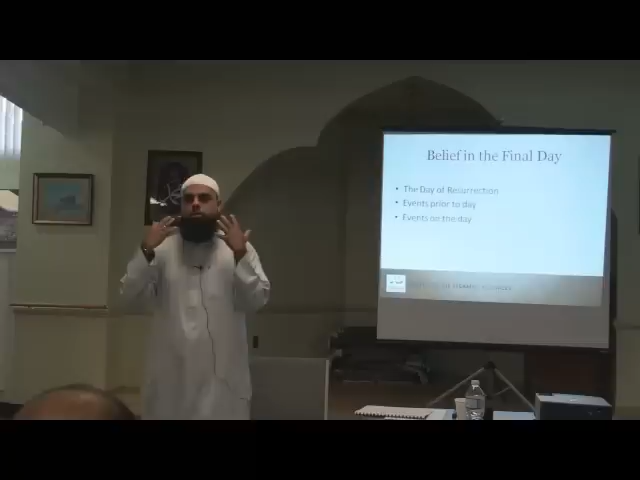 Belief in the Final Day
• The Day of Resurrection
• Events prior to day
• Events on the day